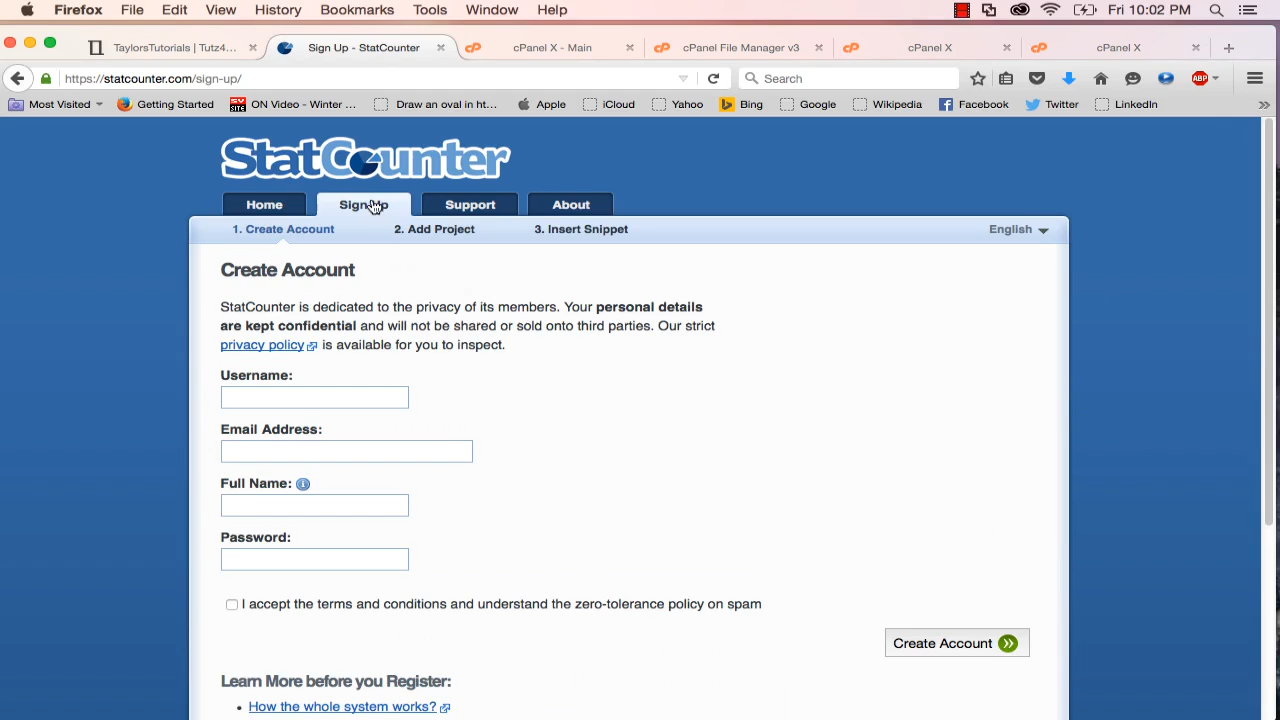 Firefox File Edit View History Bookmarks Tools Window Help Fri 10:02 PM
TaylorsTutorials | Tutz4... Sign Up - StatCounter cPanel X - Main cPanel File Manager v3 cPanel X cPanel X
https://statcounter.com/sign-up/ Search ABP
Most Visited Getting Started ON Video - Winter ... Draw an oval in ht... Apple iCloud Yahoo Bing Google Wikipedia Facebook Twitter LinkedIn
StatCounter
Home Sign Up Support About
1. Create Account 2. Add Project 3. Insert Snippet English
Create Account
StatCounter is dedicated to the privacy of its members. Your personal details
are kept confidential and will not be shared or sold onto third parties. Our strict
privacy policy is available for you to inspect.
Username:
Email Address:
Full Name:
Password:
I accept the terms and conditions and understand the zero-tolerance policy on spam
Create Account
Learn More before you Register:
• How the whole system works?